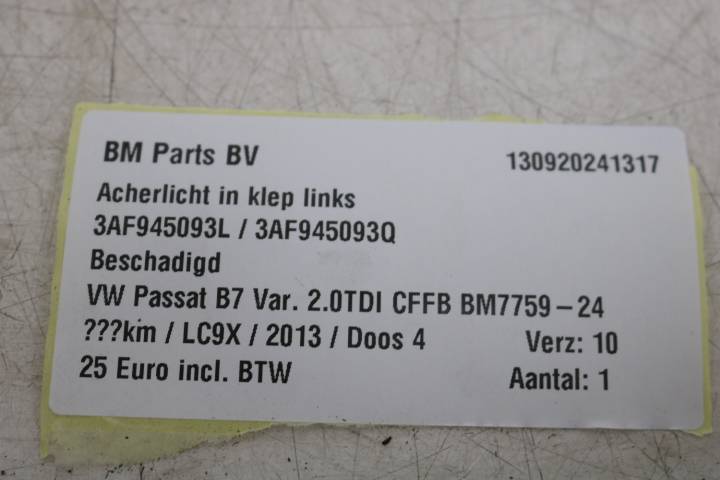 BM Parts BV 130920241317
Acherlicht in klep links
3AF945093L / 3AF945093Q
Beschadigd
VW Passat B7 Var. 2.0TDI CFFB BM7759-24
???km / LC9X / 2013 / Doos 4 Verz: 10
25 Euro incl. BTW Aantal: 1